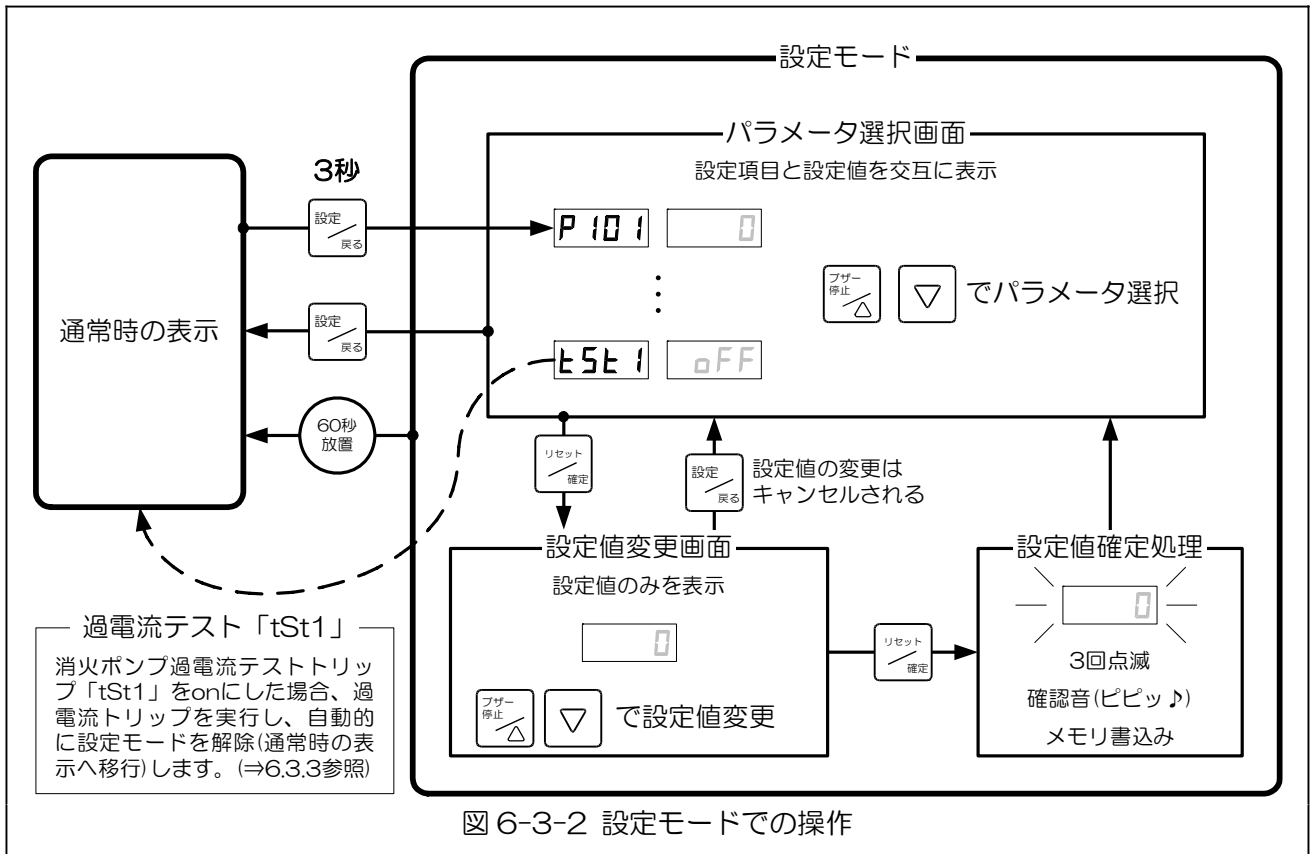 設定モード
パラメータ選択画面
設定項目と設定値を交互に表示
3秒
設定
戻る
P101 0
ブザー
停止
でパラメータ選択
通常時の表示
設定
戻る
tSt1 oFF
60秒
放置
リセット
確定
設定
戻る
設定値の変更は
キャンセルされる
設定値変更画面
設定値のみを表示
0
ブザー
停止
で設定値変更
リセット
確定
設定値確定処理
0
3回点滅
確認音(ピピッ♪)
メモリ書込み
過電流テスト「tSt1」
消火ポンプ過電流テストトリッ
プ「tSt1」をonにした場合、過
電流トリップを実行し、自動的
に設定モードを解除(通常時の表
示へ移行)します。(⇒6.3.3参照)
図 6-3-2 設定モードでの操作